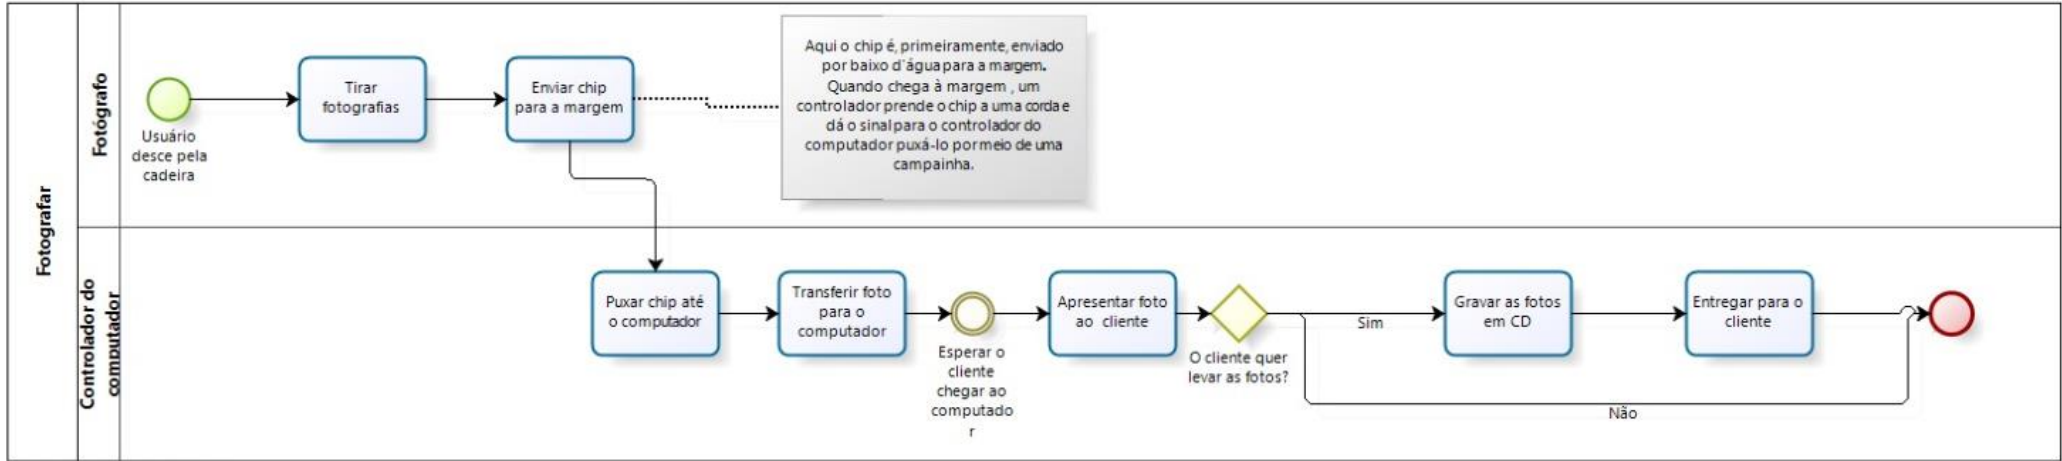 Fotografar
Fotógrafo
Usuário
desce pela
cadeira
Tirar
fotografias
Enviar chip
para a margem
Aqui o chip é, primeiramente, enviado
por baixo d´água para a margem.
Quando chega à margem , um
controlador prende o chip a uma corda e
dá o sinal para o controlador do
computador puxá-lo por meio de uma
campainha.
Controlador do
computador
Puxar chip até
o computador
Transferir foto
para o
computador
Esperar o
cliente
chegar ao
computado
r
Apresentar foto
ao cliente
O cliente quer
levar as fotos?
Sim
Gravar as fotos
em CD
Entregar para o
cliente
Não